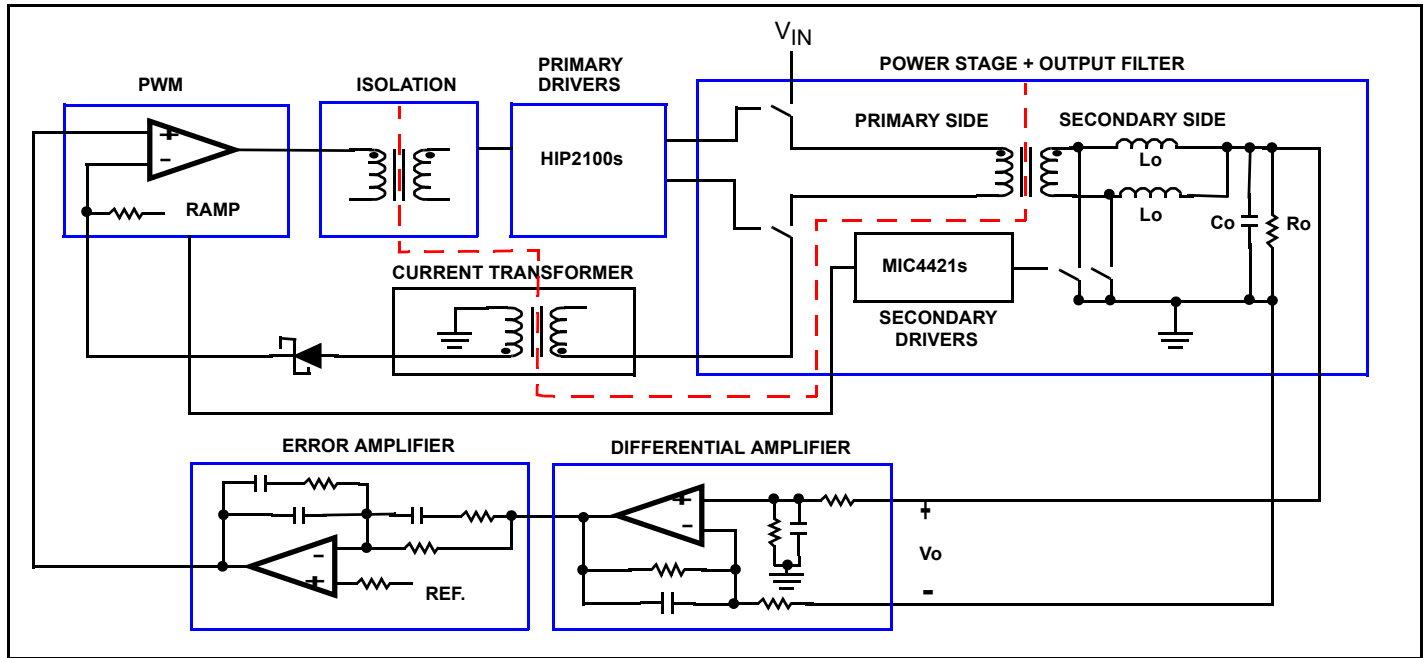 V_IN
PRIMARY
DRIVERS
POWER STAGE + OUTPUT FILTER
PWM
ISOLATION
PRIMARY SIDE
SECONDARY SIDE
+
-
HIP2100s
Lo
Lo
RAMP
Co
Ro
MIC4421s
CURRENT TRANSFORMER
SECONDARY
DRIVERS
ERROR AMPLIFIER
DIFFERENTIAL AMPLIFIER
+
-
+
Vo
-
-
+
REF.